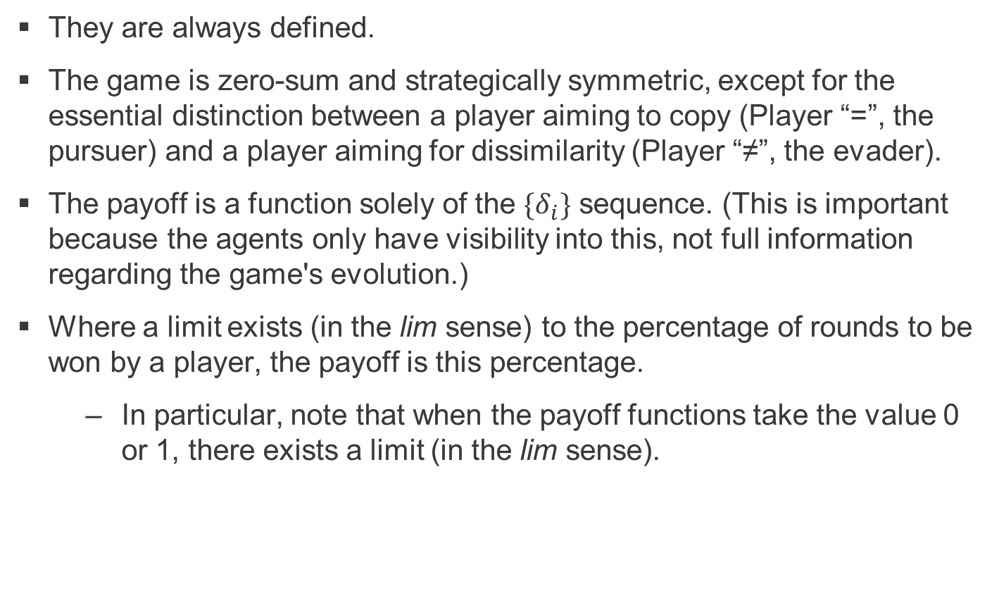 ▪ They are always defined.
▪ The game is zero-sum and strategically symmetric, except for the
essential distinction between a player aiming to copy (Player “=”, the
pursuer) and a player aiming for dissimilarity (Player “≠”, the evader).
▪ The payoff is a function solely of the {δᵢ} sequence. (This is important
because the agents only have visibility into this, not full information
regarding the game's evolution.)
▪ Where a limit exists (in the lim sense) to the percentage of rounds to be
won by a player, the payoff is this percentage.
– In particular, note that when the payoff functions take the value 0
or 1, there exists a limit (in the lim sense).